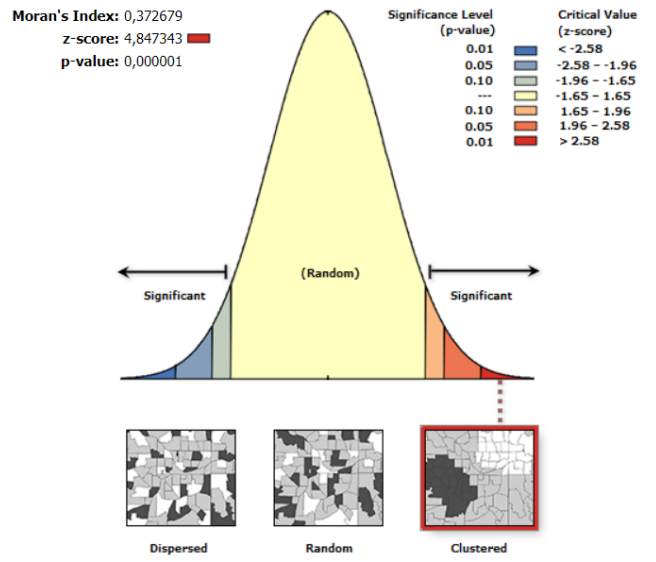 Moran's Index: 0,372679
z-score: 4,847343
p-value: 0,000001
Significance Level
(p-value)
Critical Value
(z-score)
0.01 < -2.58
0.05 -2.58 – -1.96
0.10 -1.96 – -1.65
--- -1.65 – 1.65
0.10 1.65 – 1.96
0.05 1.96 – 2.58
0.01 > 2.58
(Random)
Significant
Significant
Dispersed
Random
Clustered